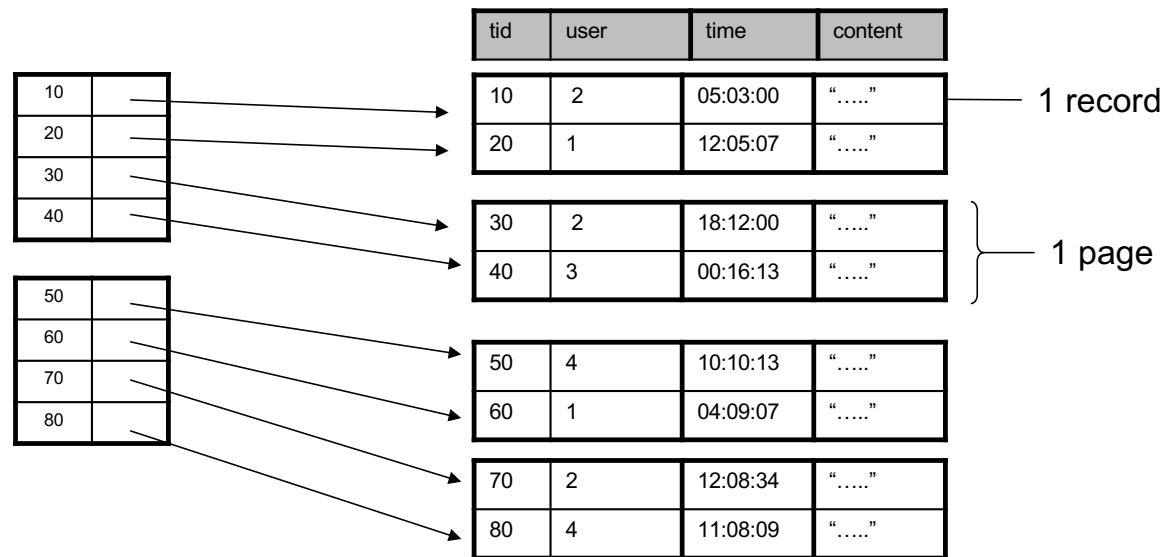 tid user time content
10
20
30
40
10 2 05:03:00 “…..”
20 1 12:05:07 “…..”
1 record
30 2 18:12:00 “…..”
40 3 00:16:13 “…..”
1 page
50
60
70
80
50 4 10:10:13 “…..”
60 1 04:09:07 “…..”
70 2 12:08:34 “…..”
80 4 11:08:09 “…..”